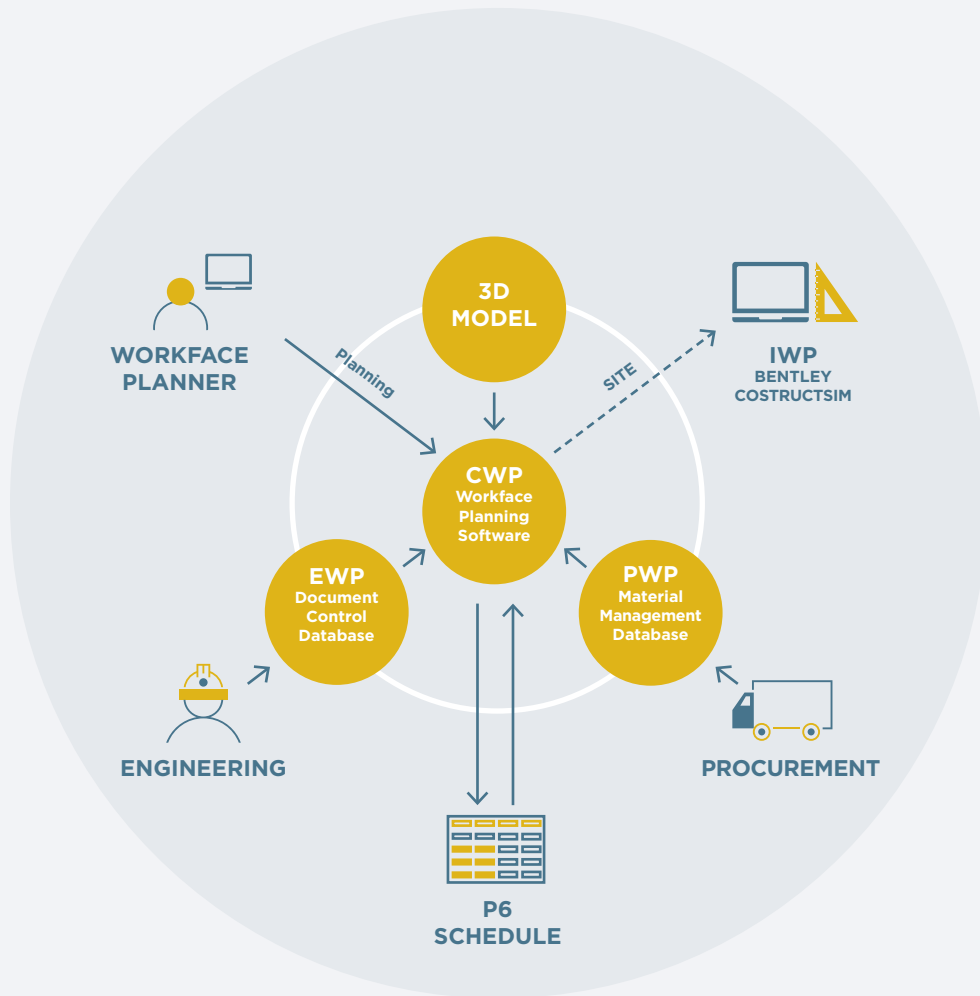 3D
MODEL
WORKFACE
PLANNER
Planning
SITE
IWP
BENTLEY
COSTRUCTSIM
CWP
Workface
Planning
Software
EWP
Document
Control
Database
PWP
Material
Management
Database
ENGINEERING
PROCUREMENT
P6
SCHEDULE